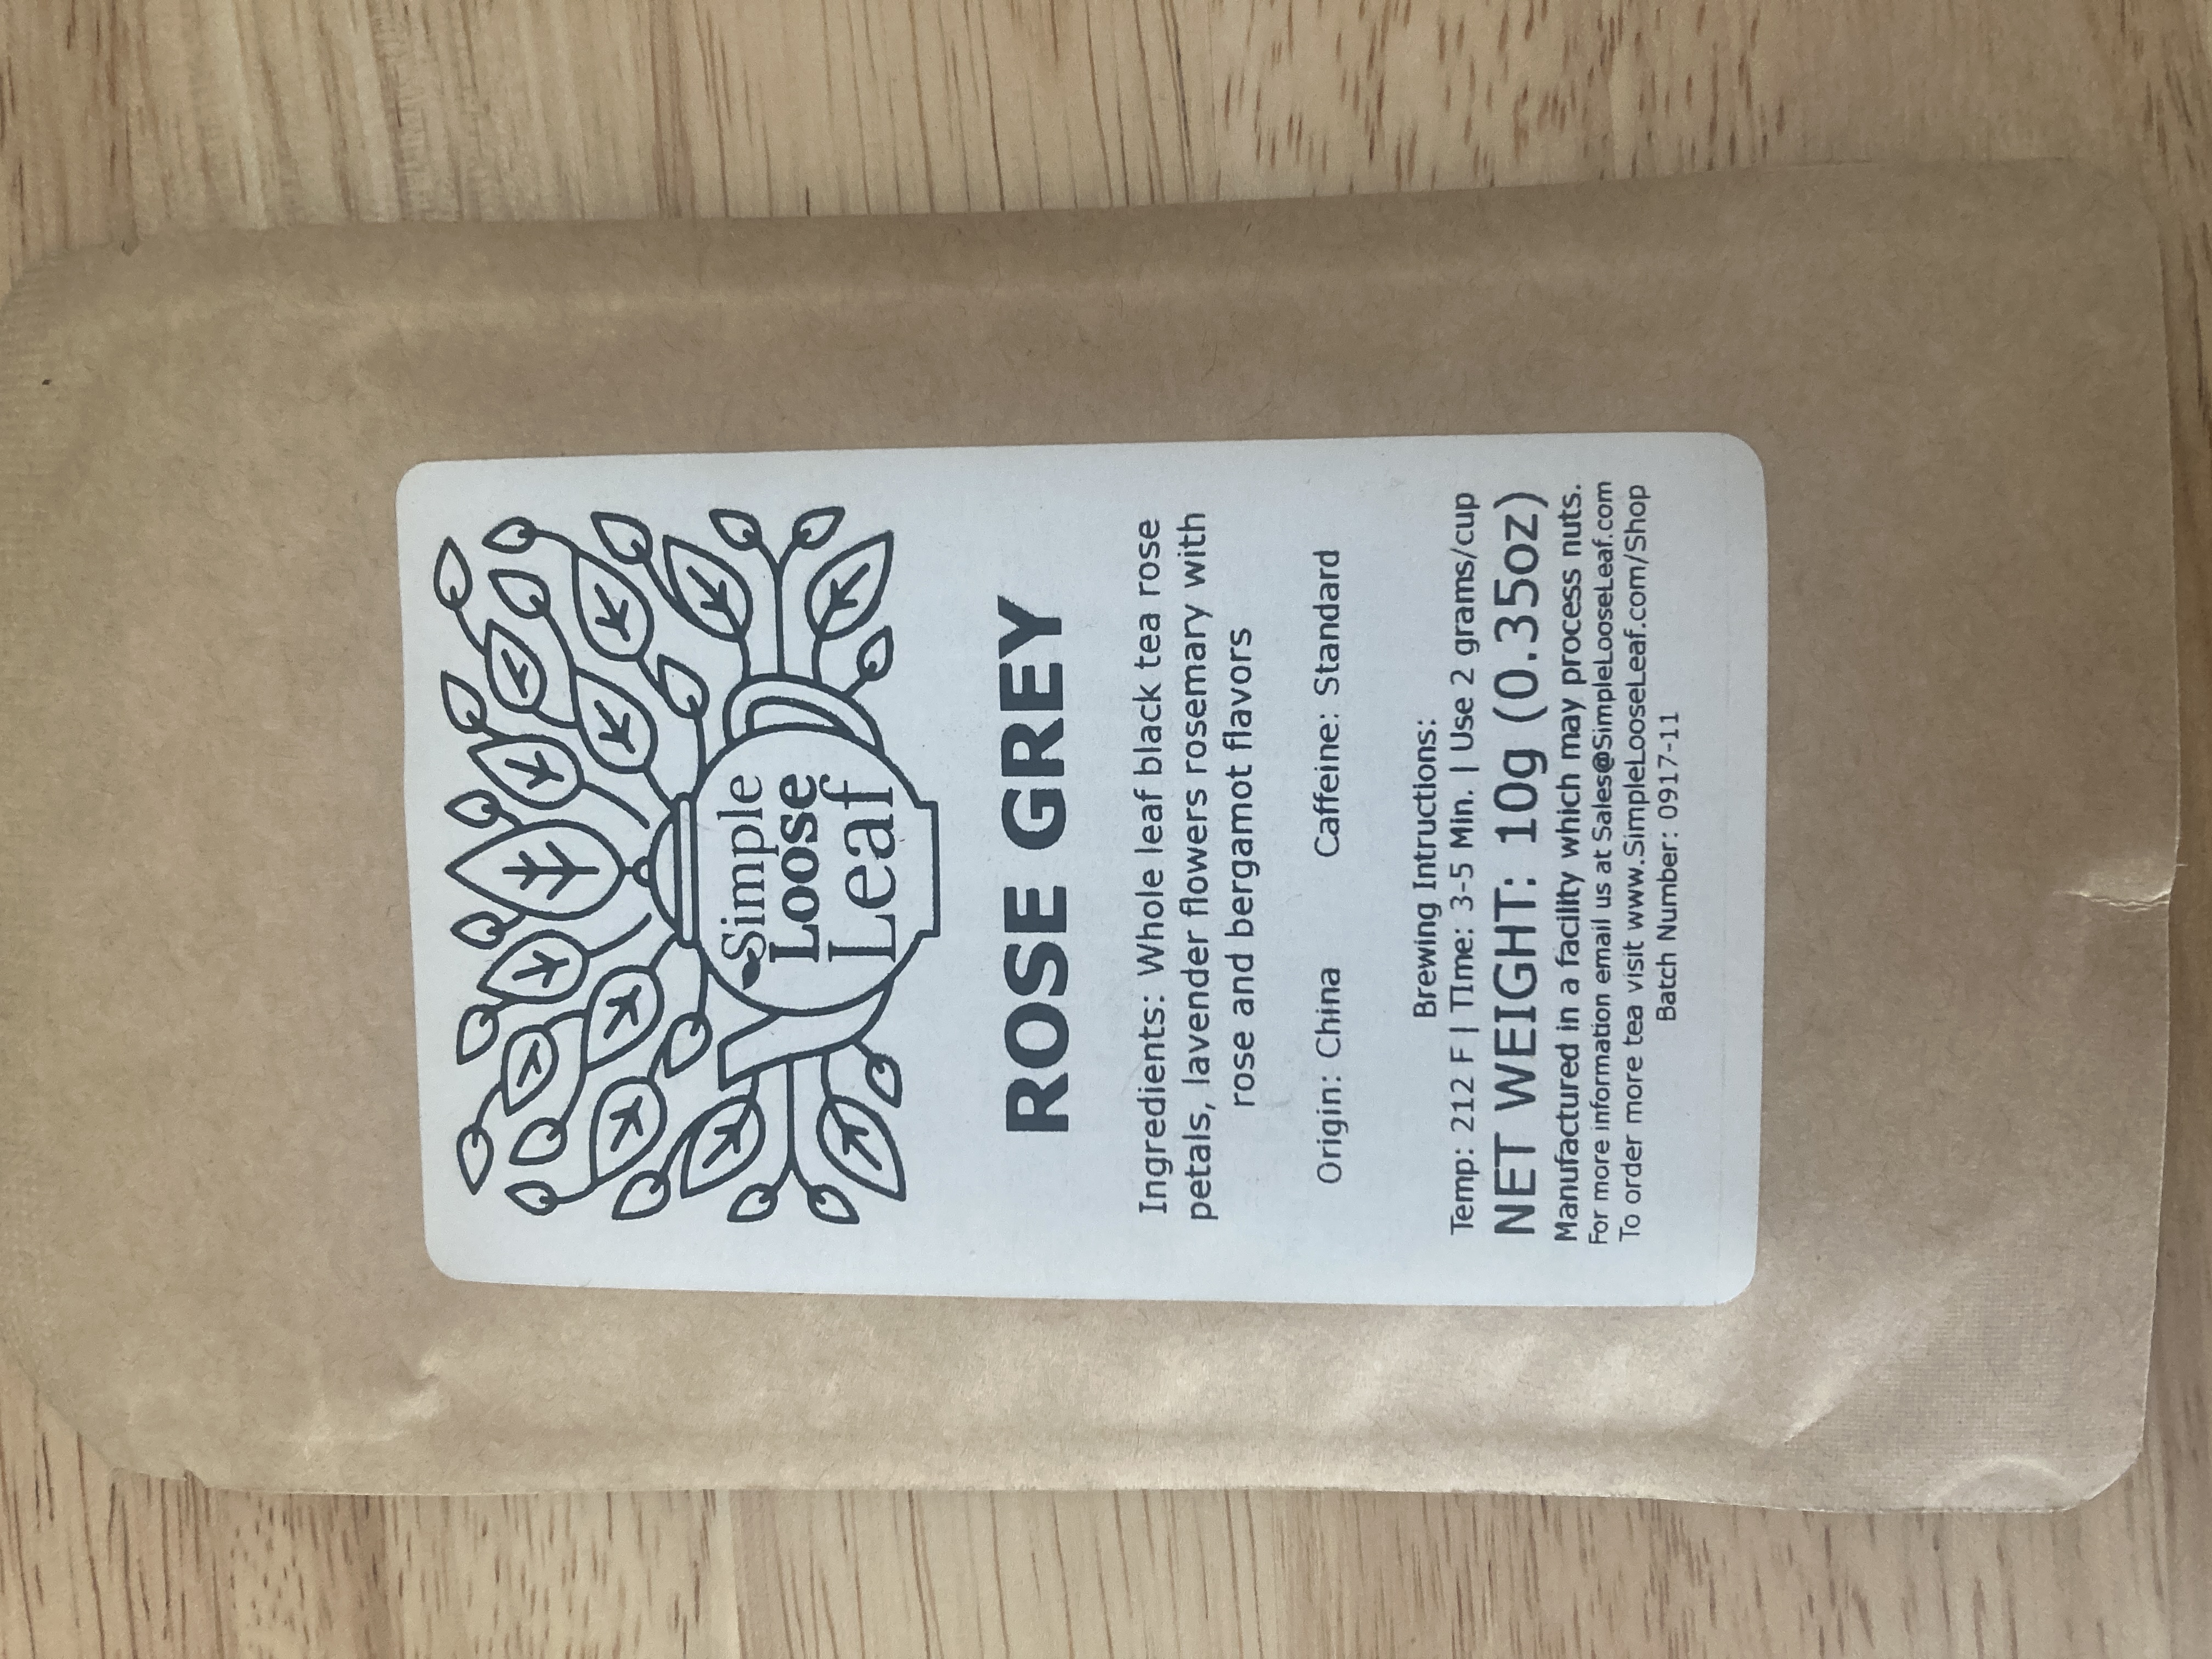 Simple
Loose
Leaf
ROSE GREY
Ingredients: Whole leaf black tea rose
petals, lavender flowers rosemary with
rose and bergamot flavors
Origin: China Caffeine: Standard
Brewing Intructions:
Temp: 212 F | TIme: 3-5 MIn. | Use 2 grams/cup
NET WEIGHT: 10g (0.35oz)
Manufactured in a facility which may process nuts.
For more information email us at Sales@SimpleLooseLeaf.com
To order more tea visit www.SimpleLooseLeaf.com/Shop
Batch Number: 0917-11